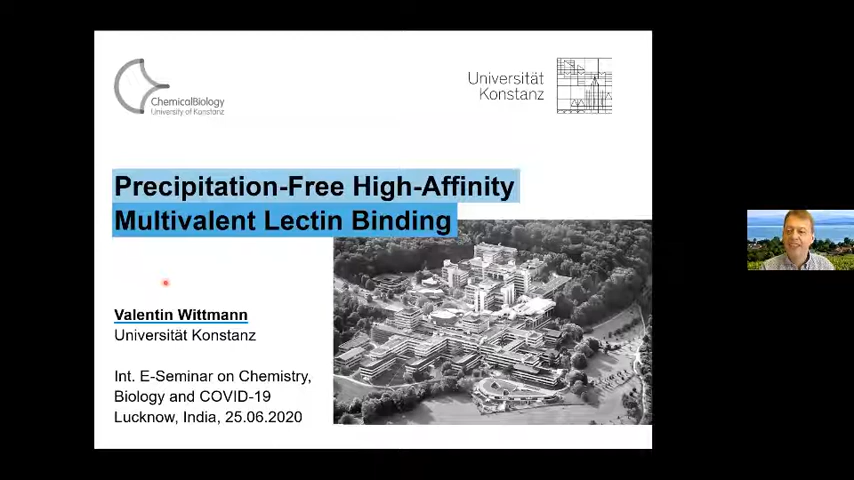 ChemicalBiology
University of Konstanz
Universität
Konstanz
Precipitation-Free High-Affinity
Multivalent Lectin Binding
Valentin Wittmann
Universität Konstanz
Int. E-Seminar on Chemistry,
Biology and COVID-19
Lucknow, India, 25.06.2020